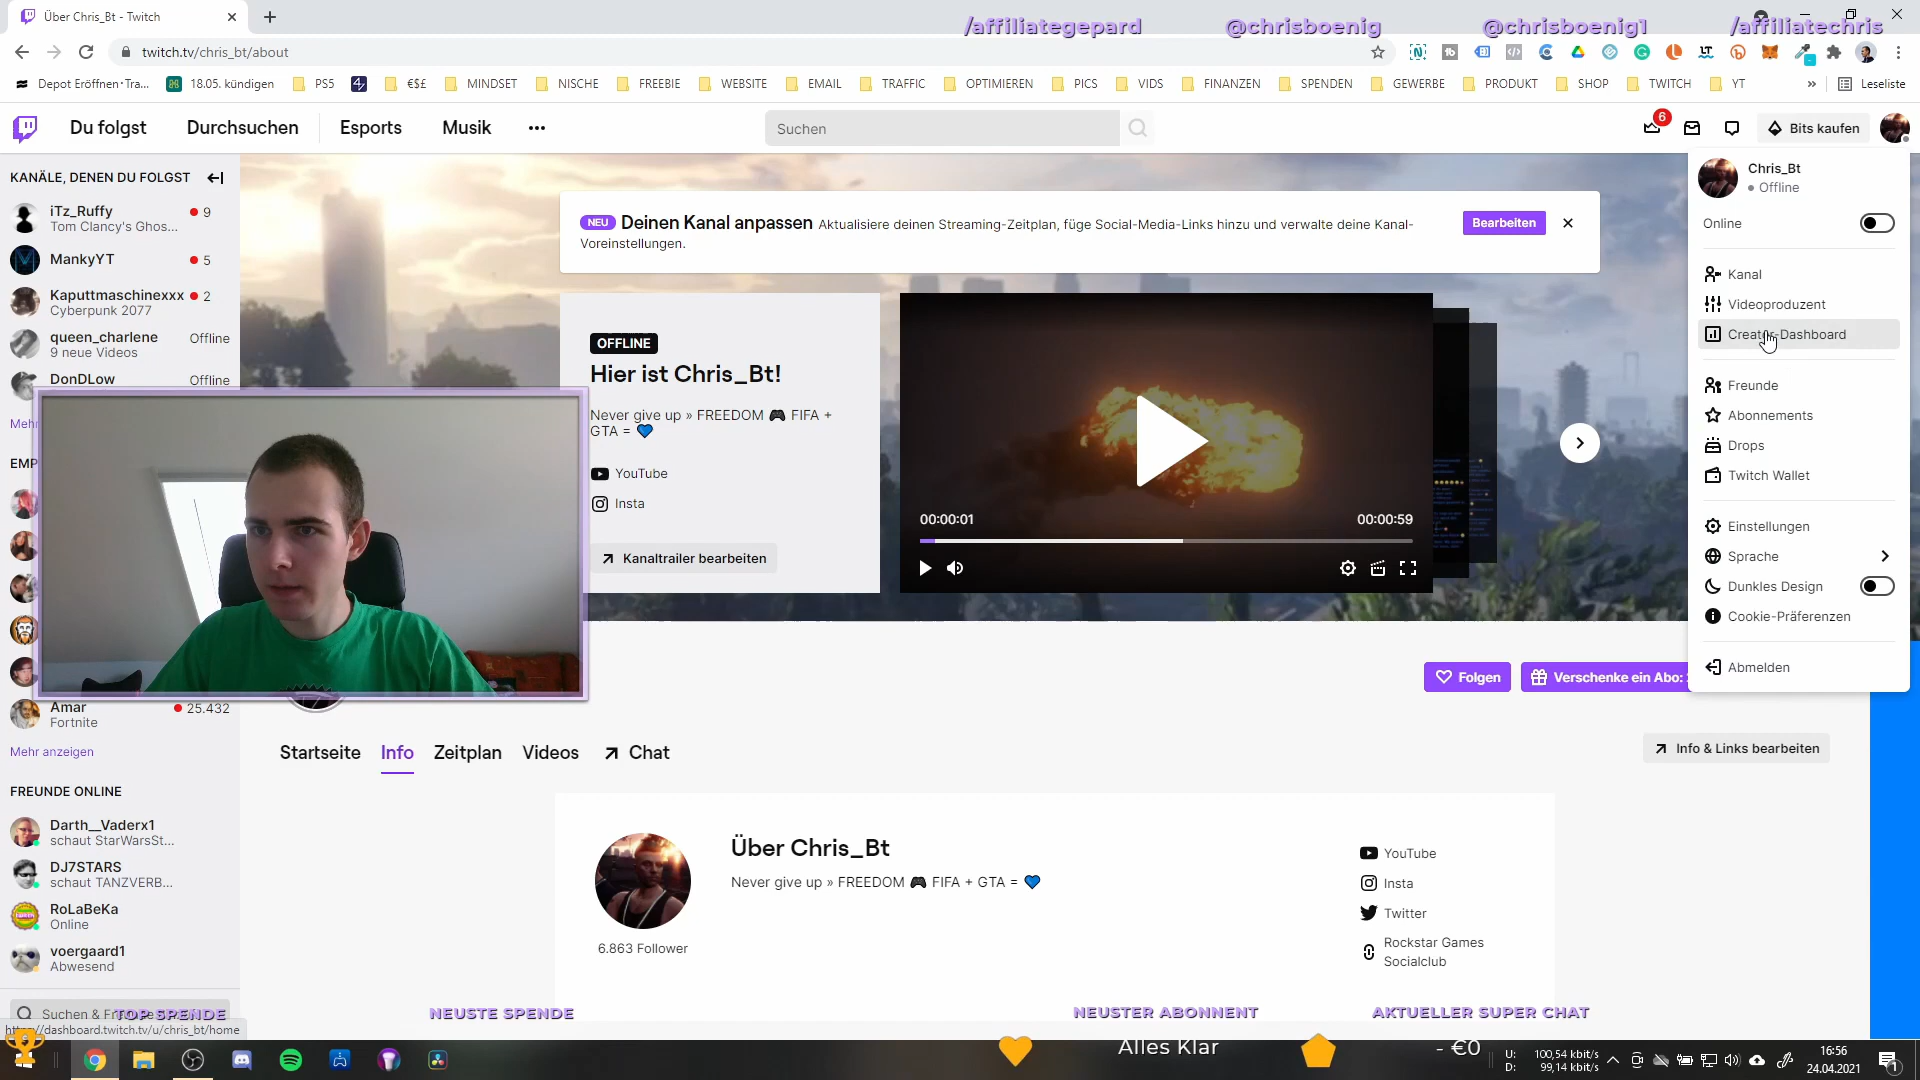 Über Chris_Bt - Twitch
/affiliategepard @chrisboenig @chrisboenig1 /affiliatechris
twitch.tv/chris_bt/about
Depot Eröffnen · Tra... 18.05. kündigen PS5 €$£ MINDSET NISCHE FREEBIE WEBSITE EMAIL TRAFFIC OPTIMIEREN PICS VIDS FINANZEN SPENDEN GEWERBE PRODUKT SHOP TWITCH YT » Leseliste
Du folgst Durchsuchen Esports Musik
Suchen
6
Bits kaufen
KANÄLE, DENEN DU FOLGST
iTz_Ruffy 9
Tom Clancy's Ghos...
MankyYT 5
Kaputtmaschinexxx 2
Cyberpunk 2077
queen_charlene Offline
9 neue Videos
DonDLow Offline
Mehr
EMP
Amar 25.432
Fortnite
Mehr anzeigen
FREUNDE ONLINE
Darth__Vaderx1
schaut StarWarsSt...
DJ7STARS
schaut TANZVERB...
RoLaBeKa
Online
voergaard1
Abwesend
Suchen & Fr
https://dashboard.twitch.tv/u/chris_bt/home
NEU Deinen Kanal anpassen Aktualisiere deinen Streaming-Zeitplan, füge Social-Media-Links hinzu und verwalte deine Kanal-
Voreinstellungen.
Bearbeiten
OFFLINE
Hier ist Chris_Bt!
Never give up » FREEDOM 🎮 FIFA +
GTA = 💙
YouTube
Insta
Kanaltrailer bearbeiten
00:00:01 00:00:59
Chris_Bt
Offline
Online
Kanal
Videoproduzent
Creator-Dashboard
Freunde
Abonnements
Drops
Twitch Wallet
Einstellungen
Sprache
Dunkles Design
Cookie-Präferenzen
Abmelden
Folgen
Verschenke ein Abo:
Startseite Info Zeitplan Videos Chat
Info & Links bearbeiten
Über Chris_Bt
Never give up » FREEDOM 🎮 FIFA + GTA = 💙
6.863 Follower
YouTube
Insta
Twitter
Rockstar Games
Socialclub
TOP SPENDE NEUSTE SPENDE NEUSTER ABONNENT AKTUELLER SUPER CHAT
Alles Klar
- €0
U: 100,54 kbit/s
D: 99,14 kbit/s
16:56
24.04.2021
1